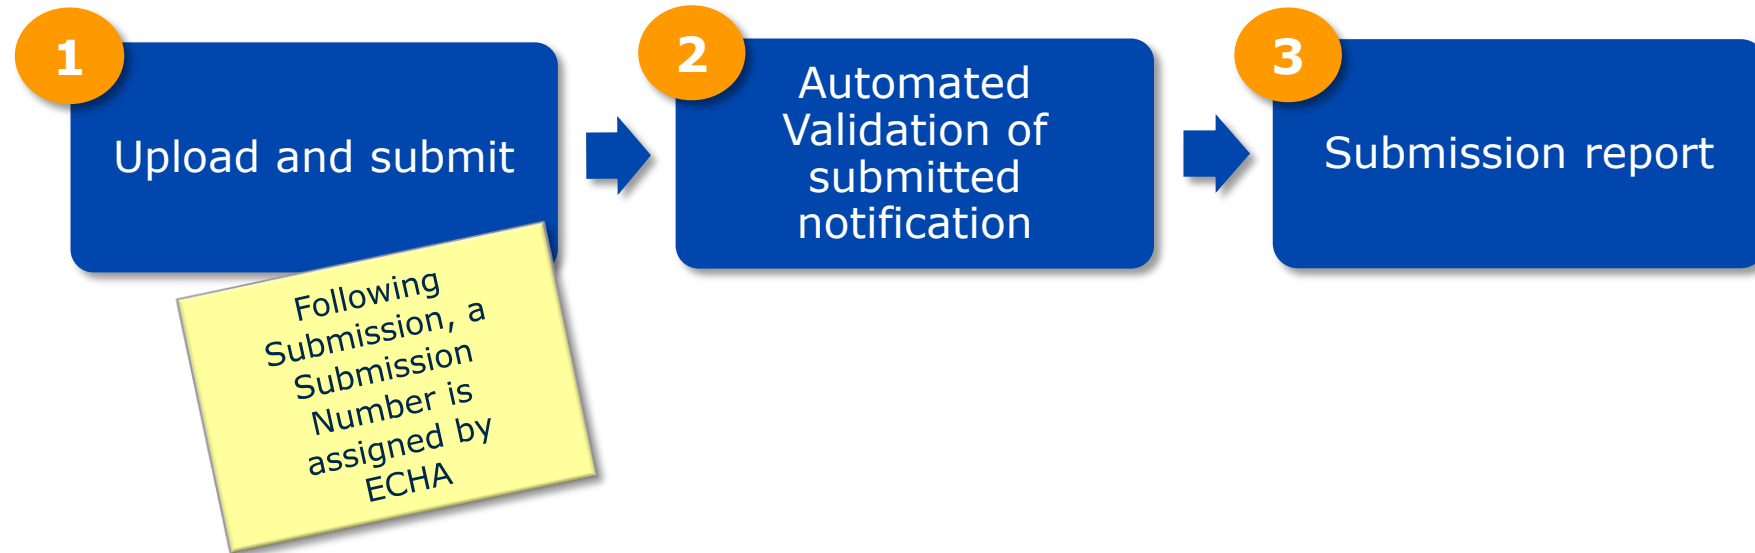 1
Upload and submit
Following
Submission, a
Submission
Number is
assigned by
ECHA
2
Automated
Validation of
submitted
notification
3
Submission report